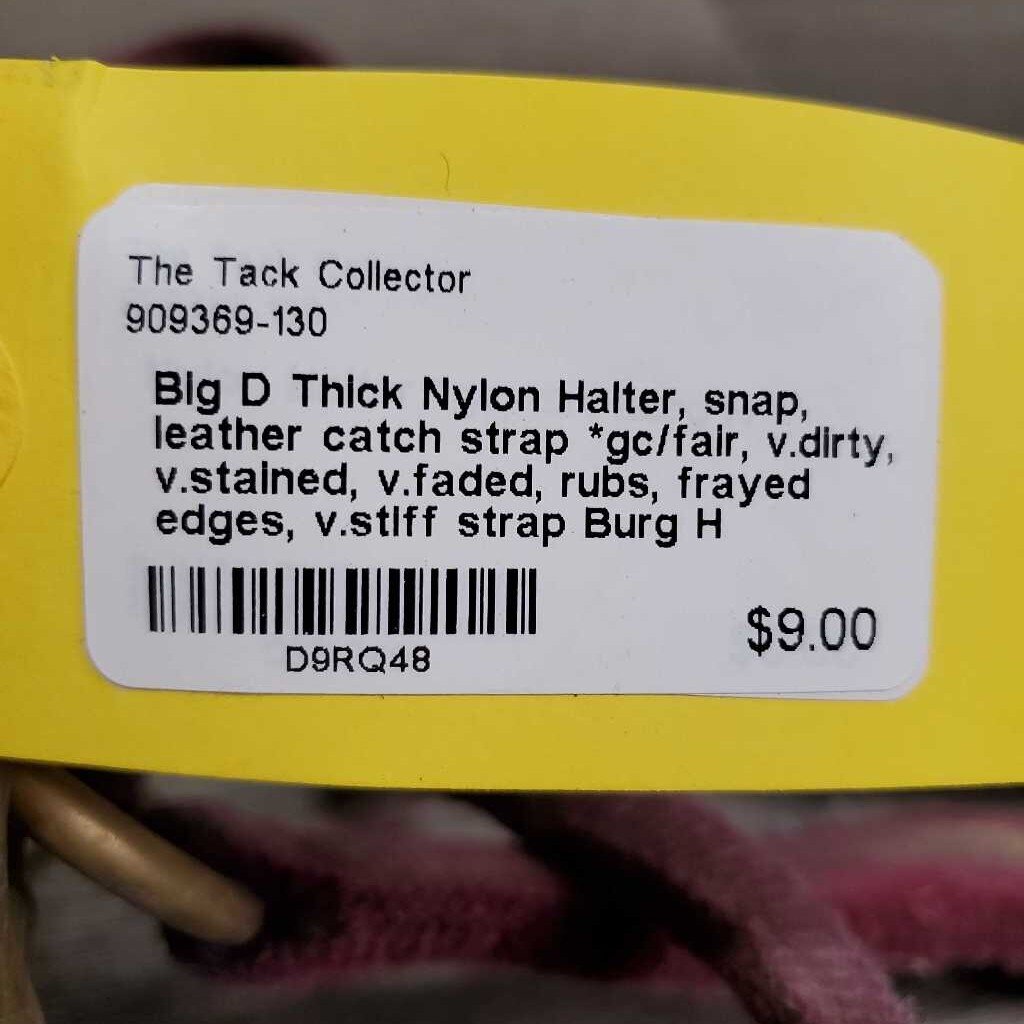 The Tack Collector
909369-130
Big D Thick Nylon Halter, snap,
leather catch strap *gc/fair, v.dirty,
v.stained, v.faded, rubs, frayed
edges, v.stiff strap Burg H
D9RQ48
$9.00